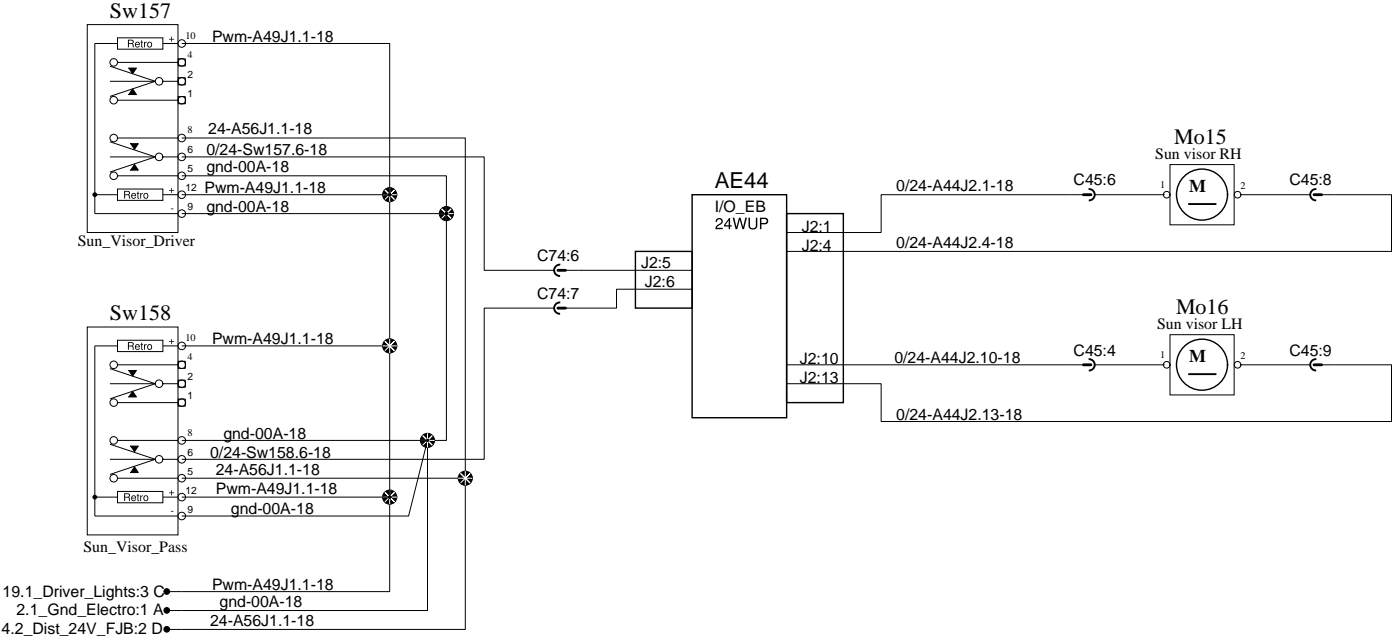 Sw157
Retro + 10 Pwm-A49J1.1-18
4
2
1
8 24-A56J1.1-18
6 0/24-Sw157.6-18
5 gnd-00A-18
Retro + 12 Pwm-A49J1.1-18
- 9 gnd-00A-18
Sun_Visor_Driver
Sw158
Retro + 10 Pwm-A49J1.1-18
4
2
1
8 gnd-00A-18
6 0/24-Sw158.6-18
5 24-A56J1.1-18
Retro + 12 Pwm-A49J1.1-18
- 9 gnd-00A-18
Sun_Visor_Pass
19.1_Driver_Lights:3 C Pwm-A49J1.1-18
2.1_Gnd_Electro:1 A gnd-00A-18
4.2_Dist_24V_FJB:2 D 24-A56J1.1-18
C74:6
C74:7
AE44
I/O_EB
24WUP
J2:5
J2:6
J2:1
J2:4
J2:10
J2:13
Mo15
Sun visor RH
0/24-A44J2.1-18 C45:6 1 M 2 C45:8
0/24-A44J2.4-18
Mo16
Sun visor LH
0/24-A44J2.10-18 C45:4 1 M 2 C45:9
0/24-A44J2.13-18